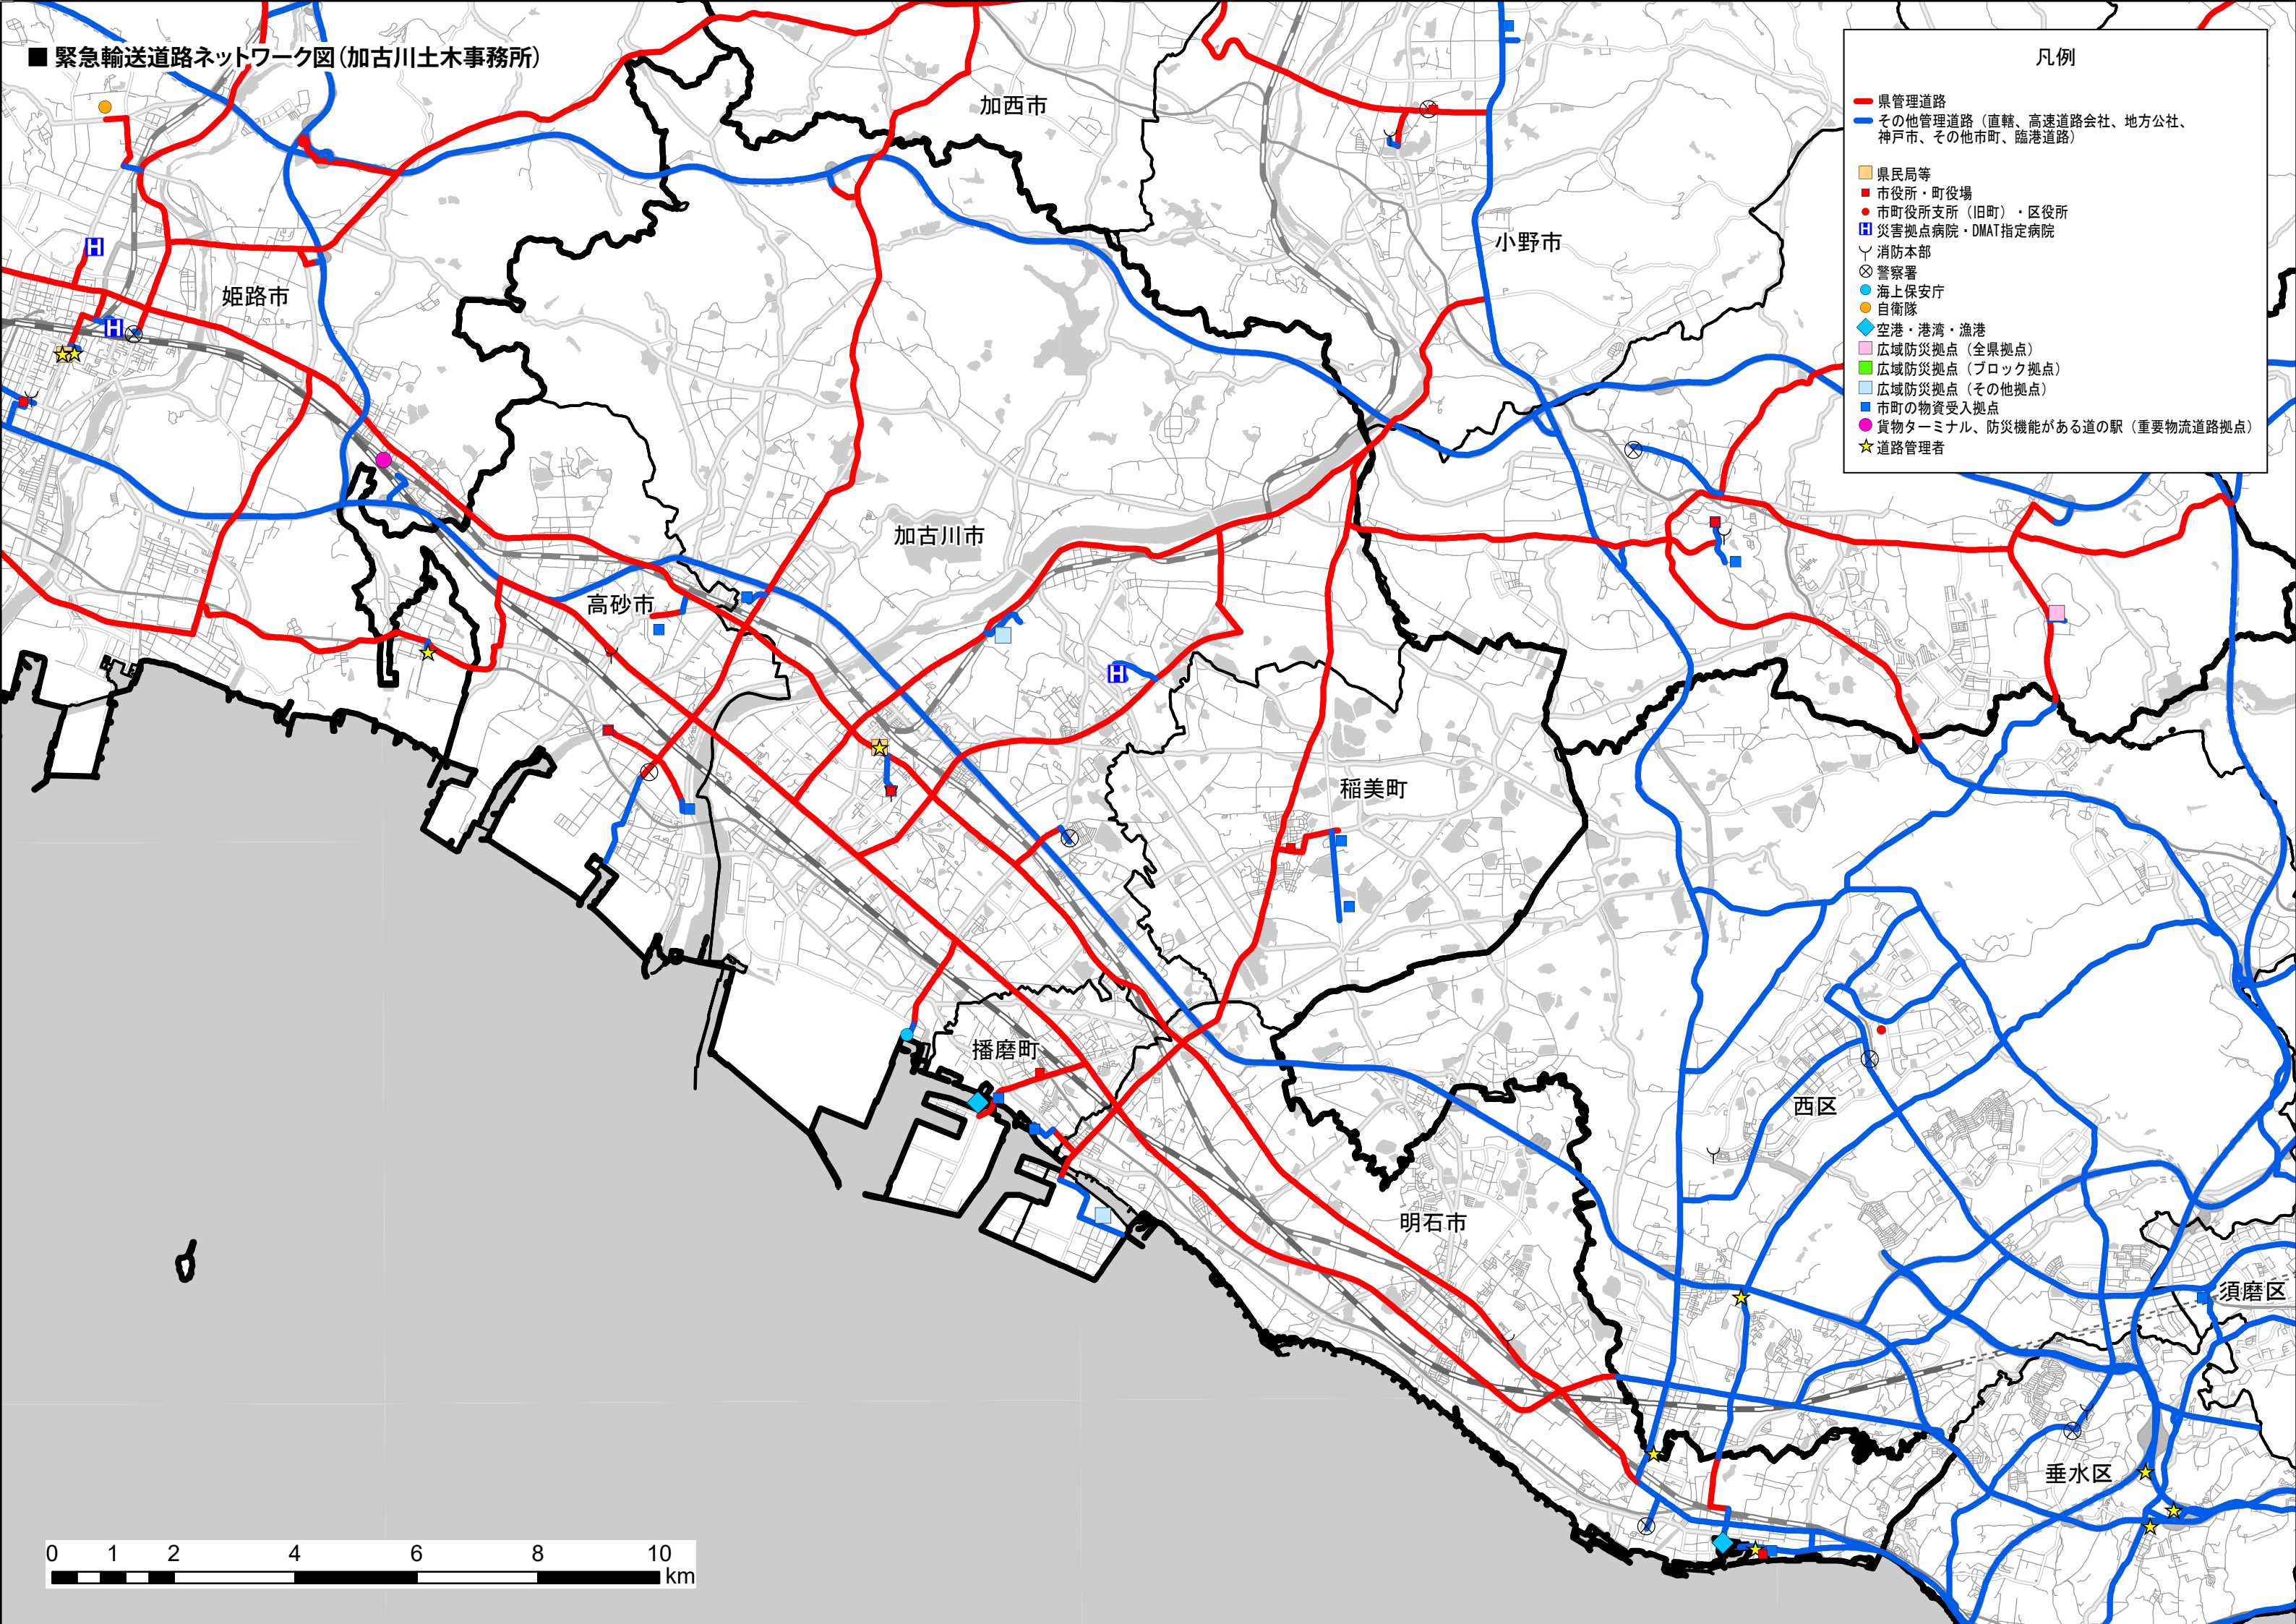 ■ 緊急輸送道路ネットワーク図（加古川土木事務所）
凡例
県管理道路
その他管理道路（直轄、高速道路会社、地方公社、
神戸市、その他市町、臨港道路）
県民局等
市役所・町役場
市町役所支所（旧町）・区役所
H 災害拠点病院・DMAT指定病院
消防本部
警察署
海上保安庁
自衛隊
空港・港湾・漁港
広域防災拠点（全県拠点）
広域防災拠点（ブロック拠点）
広域防災拠点（その他拠点）
市町の物資受入拠点
貨物ターミナル、防災機能がある道の駅（重要物流道路拠点）
道路管理者
加西市
小野市
H
姫路市
H
加古川市
高砂市
H
稲美町
播磨町
西区
明石市
須磨区
垂水区
0 1 2 4 6 8 10
km